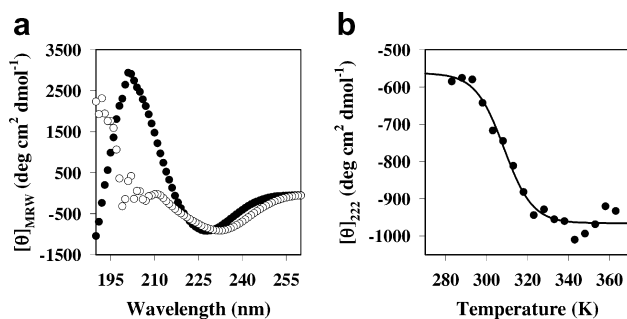 a
3500
2500
1500
500
-500
-1500
[θ]MRW (deg cm² dmol⁻¹)
195 210 225 240 255
Wavelength (nm)
b
-500
-600
-700
-800
-900
-1000
[θ]222 (deg cm² dmol⁻¹)
280 300 320 340 360
Temperature (K)